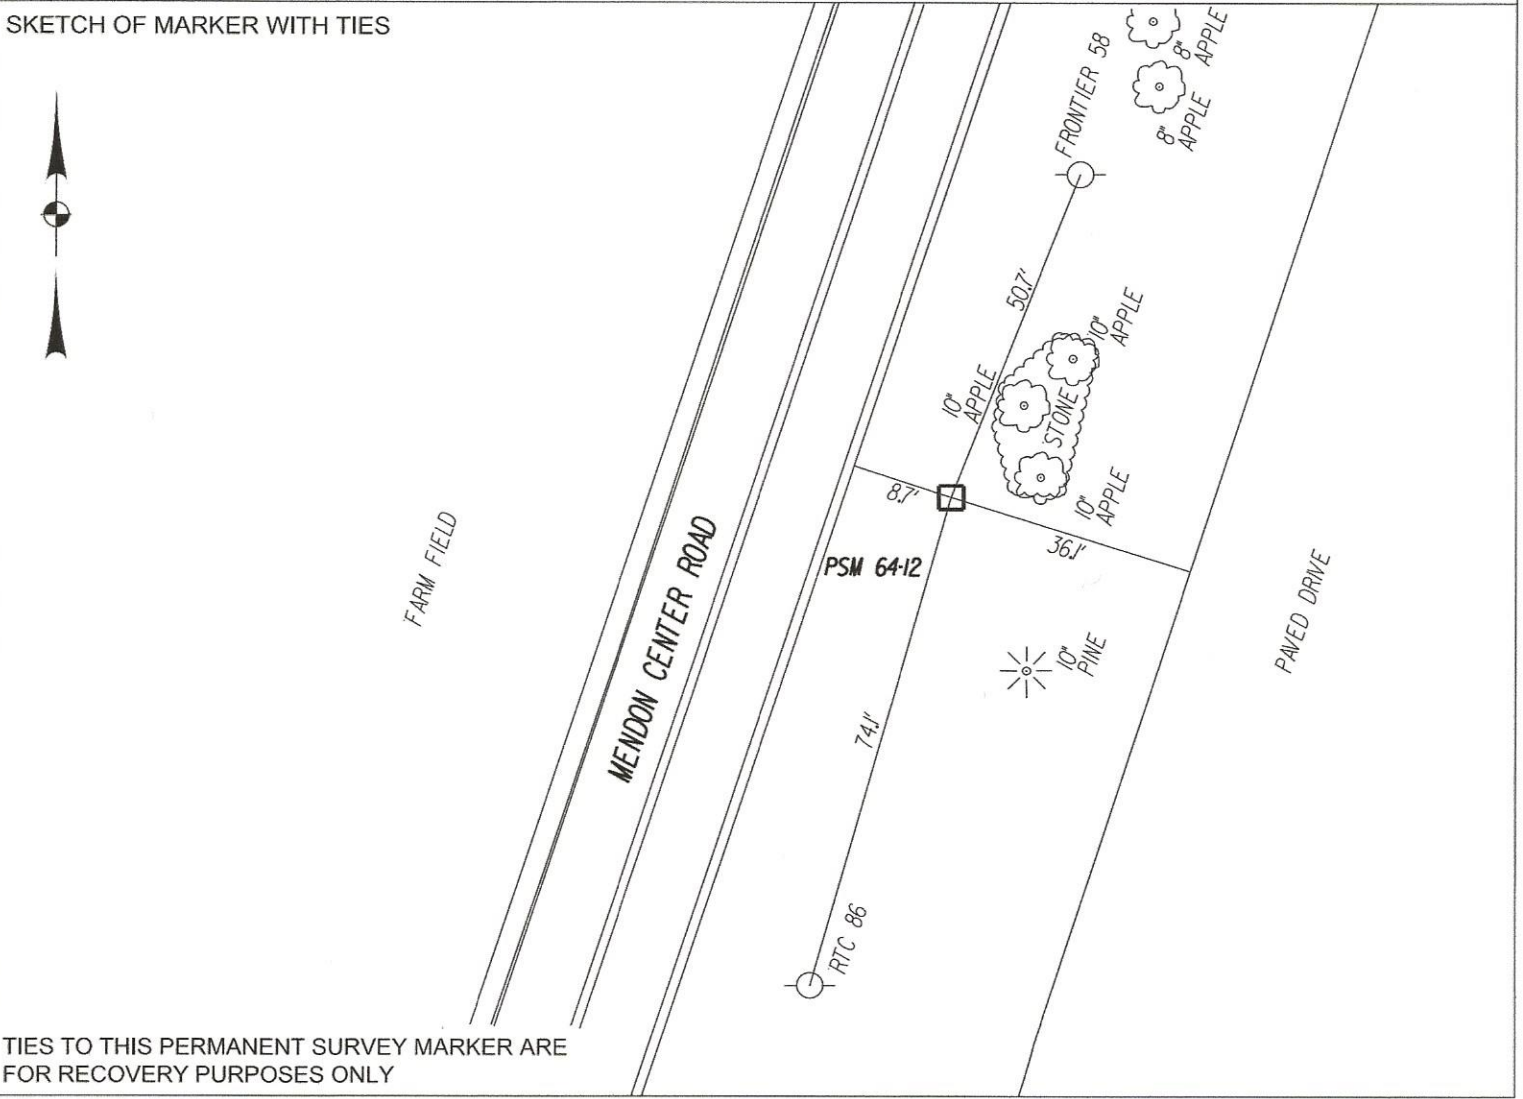 SKETCH OF MARKER WITH TIES
FRONTIER 58
8"
APPLE
8"
APPLE
50.7'
10"
APPLE
10"
APPLE
STONE
10"
APPLE
8.7'
36.1'
PSM 64-12
FARM FIELD
MENDON CENTER ROAD
PAVED DRIVE
10"
PINE
74.1'
RTC 86
TIES TO THIS PERMANENT SURVEY MARKER ARE
FOR RECOVERY PURPOSES ONLY